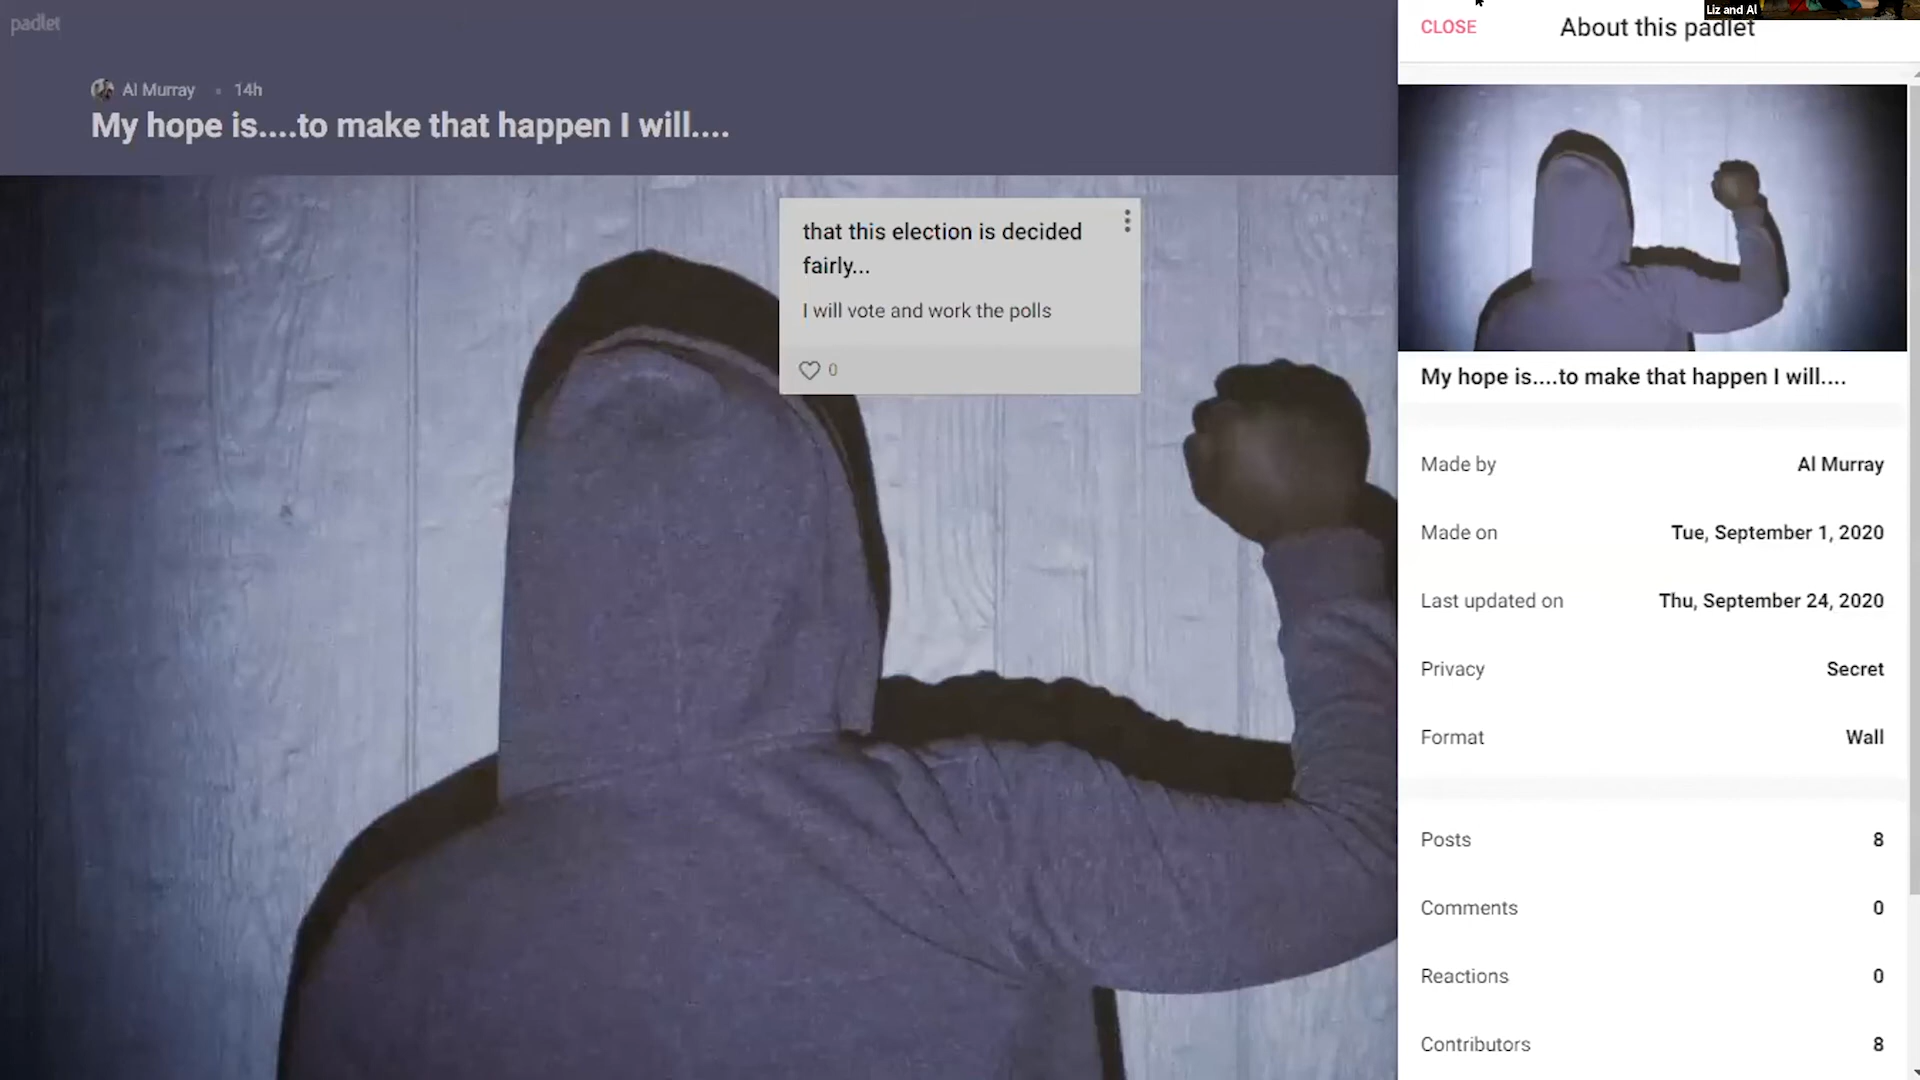 padlet
Al Murray • 14h
My hope is....to make that happen I will....
that this election is decided
fairly...
I will vote and work the polls
0
Liz and Al
CLOSE
About this padlet
My hope is....to make that happen I will....
Made by Al Murray
Made on Tue, September 1, 2020
Last updated on Thu, September 24, 2020
Privacy Secret
Format Wall
Posts 8
Comments 0
Reactions 0
Contributors 8